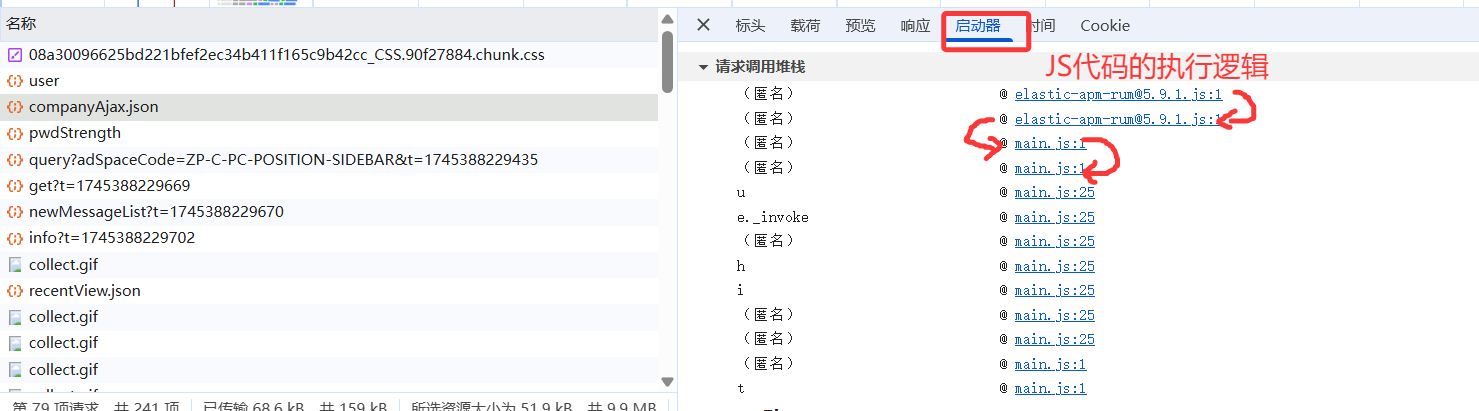 名称
08a30096625bd221bfef2ec34b411f165c9b42cc_CSS.90f27884.chunk.css
user
companyAjax.json
pwdStrength
query?adSpaceCode=ZP-C-PC-POSITION-SIDEBAR&t=1745388229435
get?t=1745388229669
newMessageList?t=1745388229670
info?t=1745388229702
collect.gif
recentView.json
collect.gif
collect.gif
collect.gif
第 79 项请求，共 241 项
已传输 68.6 kB，共 159 kB
所选资源大小为 51.9 kB，共 9.9 MB
标头 载荷 预览 响应 启动器 时间 Cookie
请求调用堆栈
JS代码的执行逻辑
（匿名） @ elastic-apm-rum@5.9.1.js:1
（匿名） @ elastic-apm-rum@5.9.1.js:1
（匿名） @ main.js:1
（匿名） @ main.js:1
u @ main.js:25
e._invoke @ main.js:25
（匿名） @ main.js:25
h @ main.js:25
i @ main.js:25
（匿名） @ main.js:25
（匿名） @ main.js:25
（匿名） @ main.js:1
t @ main.js:1